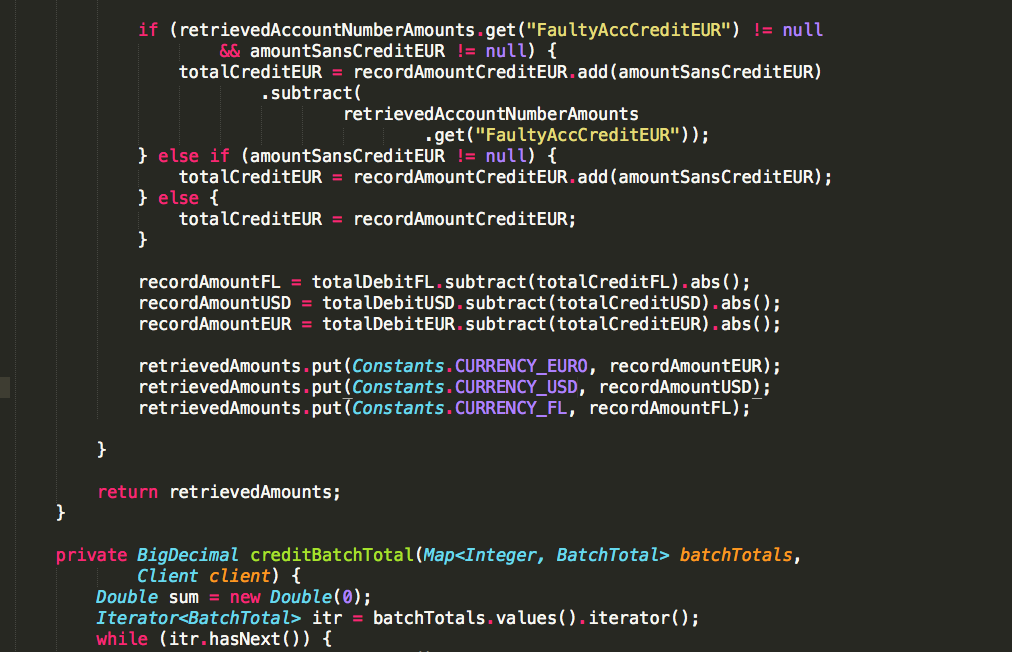 if (retrievedAccountNumberAmounts.get("FaultyAccCreditEUR") != null
&& amountSansCreditEUR != null) {
totalCreditEUR = recordAmountCreditEUR.add(amountSansCreditEUR)
.subtract(
retrievedAccountNumberAmounts
.get("FaultyAccCreditEUR"));
} else if (amountSansCreditEUR != null) {
totalCreditEUR = recordAmountCreditEUR.add(amountSansCreditEUR);
} else {
totalCreditEUR = recordAmountCreditEUR;
}
recordAmountFL = totalDebitFL.subtract(totalCreditFL).abs();
recordAmountUSD = totalDebitUSD.subtract(totalCreditUSD).abs();
recordAmountEUR = totalDebitEUR.subtract(totalCreditEUR).abs();
retrievedAmounts.put(Constants.CURRENCY_EURO, recordAmountEUR);
retrievedAmounts.put(Constants.CURRENCY_USD, recordAmountUSD);
retrievedAmounts.put(Constants.CURRENCY_FL, recordAmountFL);
}
return retrievedAmounts;
}
private BigDecimal creditBatchTotal(Map<Integer, BatchTotal> batchTotals,
Client client) {
Double sum = new Double(0);
Iterator<BatchTotal> itr = batchTotals.values().iterator();
while (itr.hasNext()) {